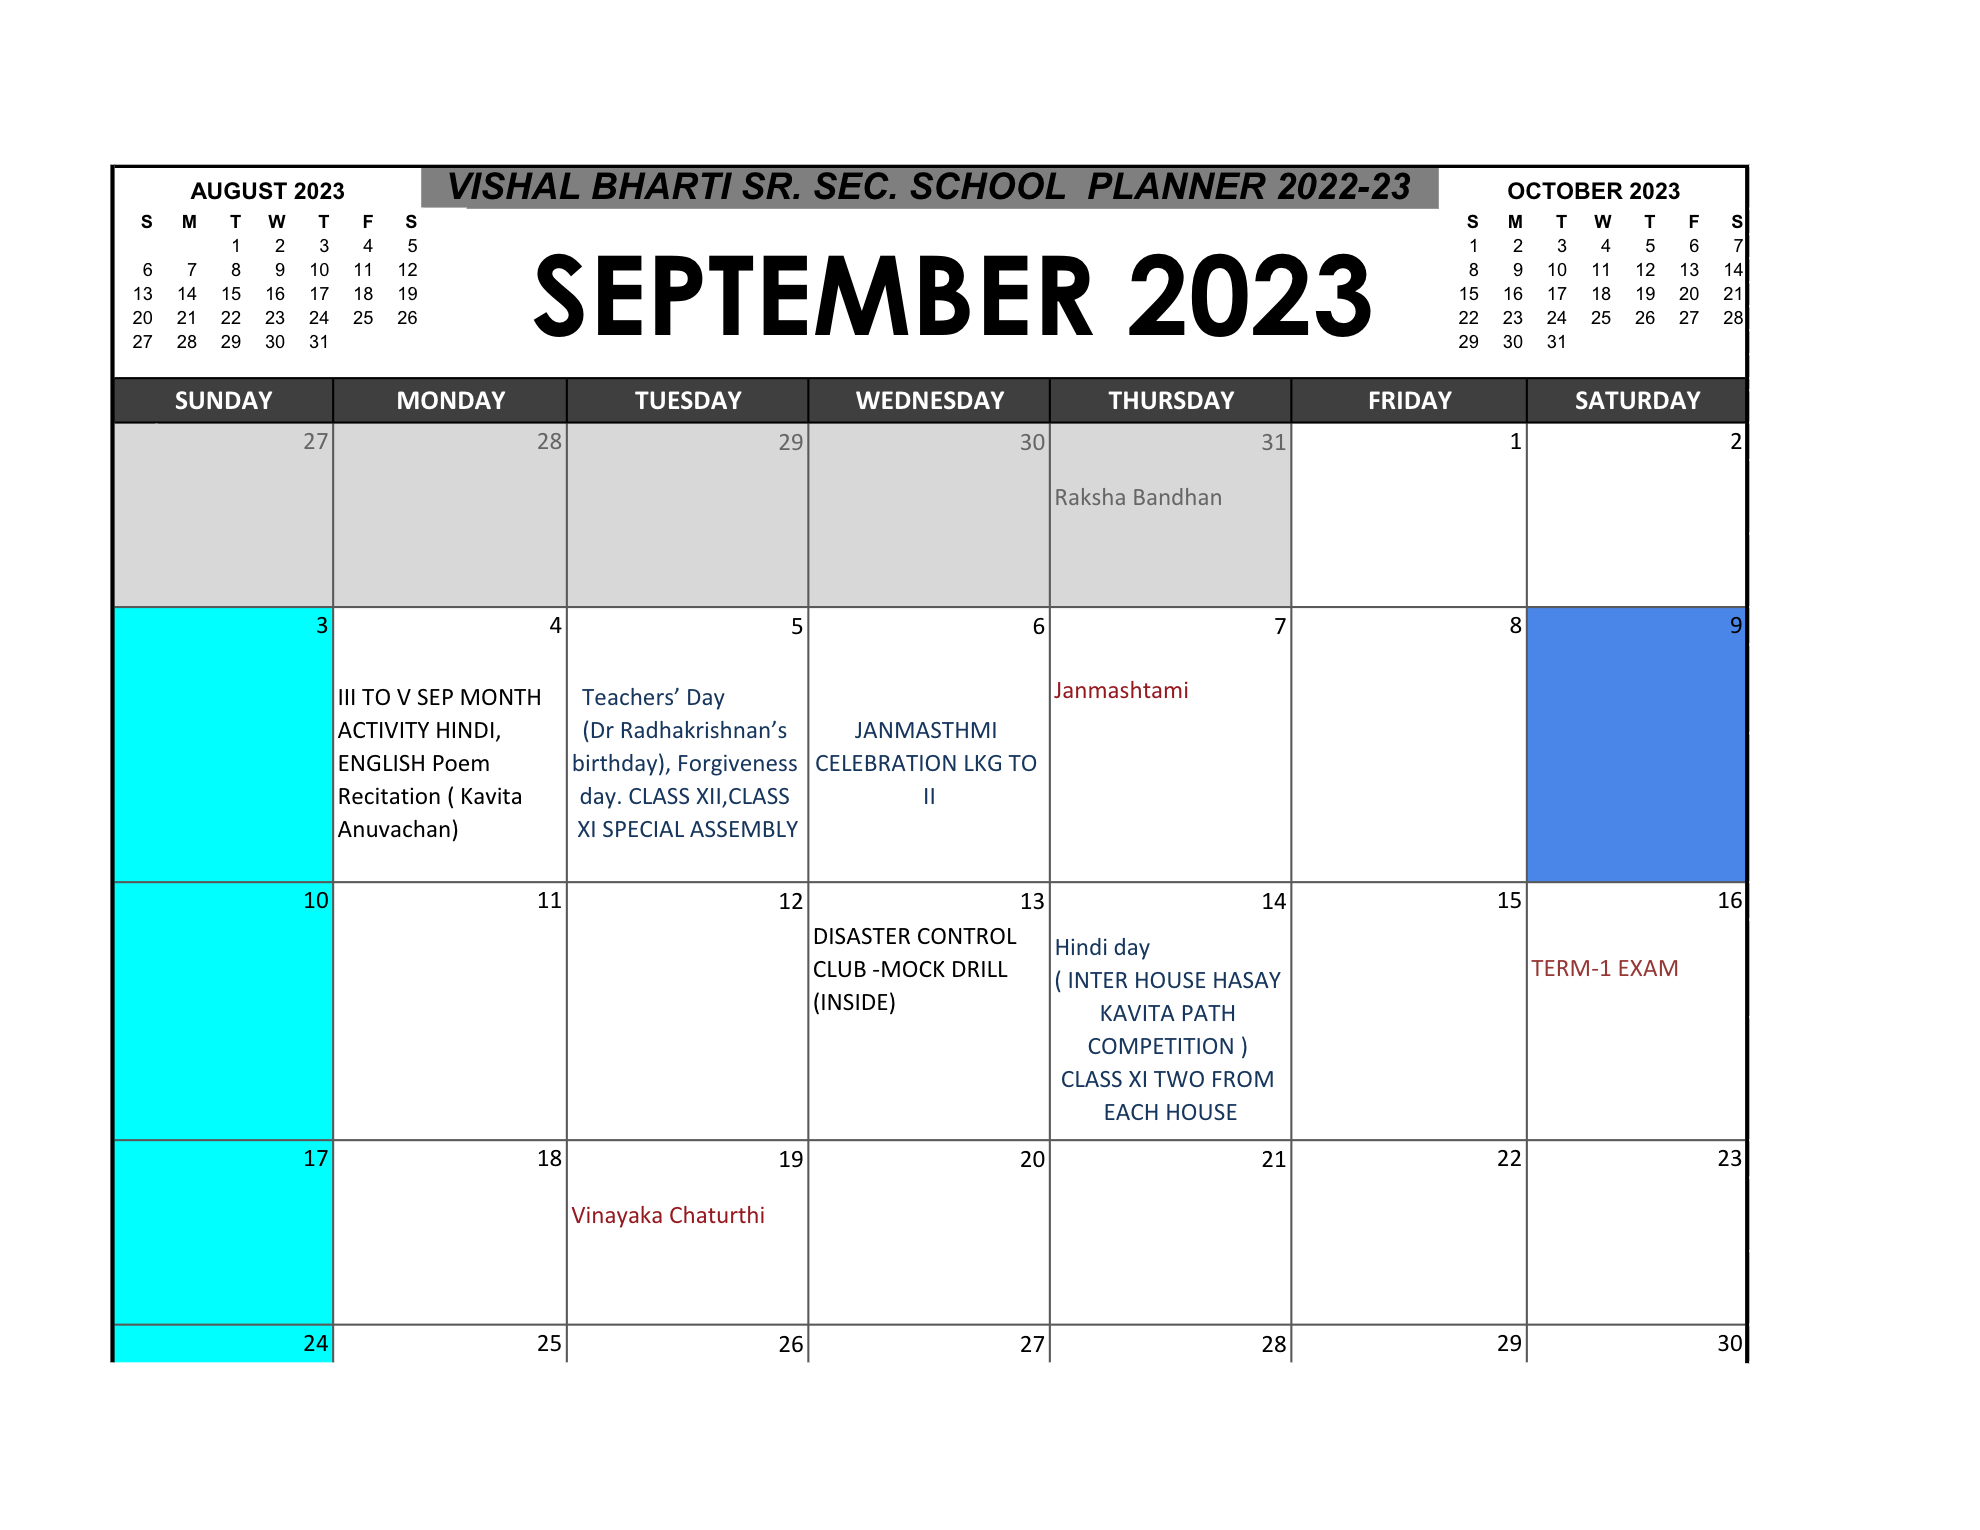 VISHAL BHARTI SR. SEC. SCHOOL  PLANNER 2022-23
AUGUST 2023
S M T W T F S
1 2 3 4 5
6 7 8 9 10 11 12
13 14 15 16 17 18 19
20 21 22 23 24 25 26
27 28 29 30 31
SEPTEMBER 2023
OCTOBER 2023
S M T W T F S
1 2 3 4 5 6 7
8 9 10 11 12 13 14
15 16 17 18 19 20 21
22 23 24 25 26 27 28
29 30 31
SUNDAY MONDAY TUESDAY WEDNESDAY THURSDAY FRIDAY SATURDAY
27 28 29 30 31 1 2
Raksha Bandhan
3 4 5 6 7 8 9
III TO V SEP MONTH
ACTIVITY HINDI,
ENGLISH Poem
Recitation ( Kavita
Anuvachan)
Teachers’ Day
(Dr Radhakrishnan’s
birthday), Forgiveness
day. CLASS XII,CLASS
XI SPECIAL ASSEMBLY
JANMASTHMI
CELEBRATION LKG TO
II
Janmashtami
10 11 12 13 14 15 16
DISASTER CONTROL
CLUB -MOCK DRILL
(INSIDE)
Hindi day
( INTER HOUSE HASAY
KAVITA PATH
COMPETITION )
CLASS XI TWO FROM
EACH HOUSE
TERM-1 EXAM
17 18 19 20 21 22 23
Vinayaka Chaturthi
24 25 26 27 28 29 30